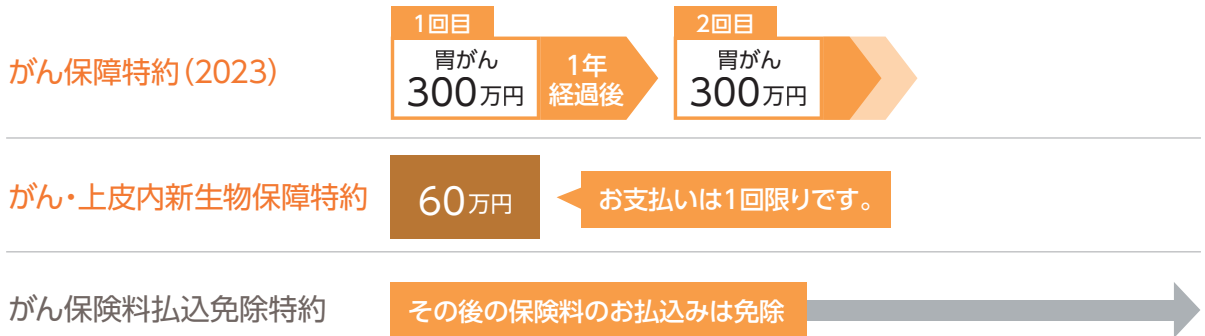 がん保障特約(2023)
1回目
胃がん
300万円
1年
経過後
2回目
胃がん
300万円
がん・上皮内新生物保障特約
60万円
お支払いは1回限りです。
がん保険料払込免除特約
その後の保険料のお払込みは免除